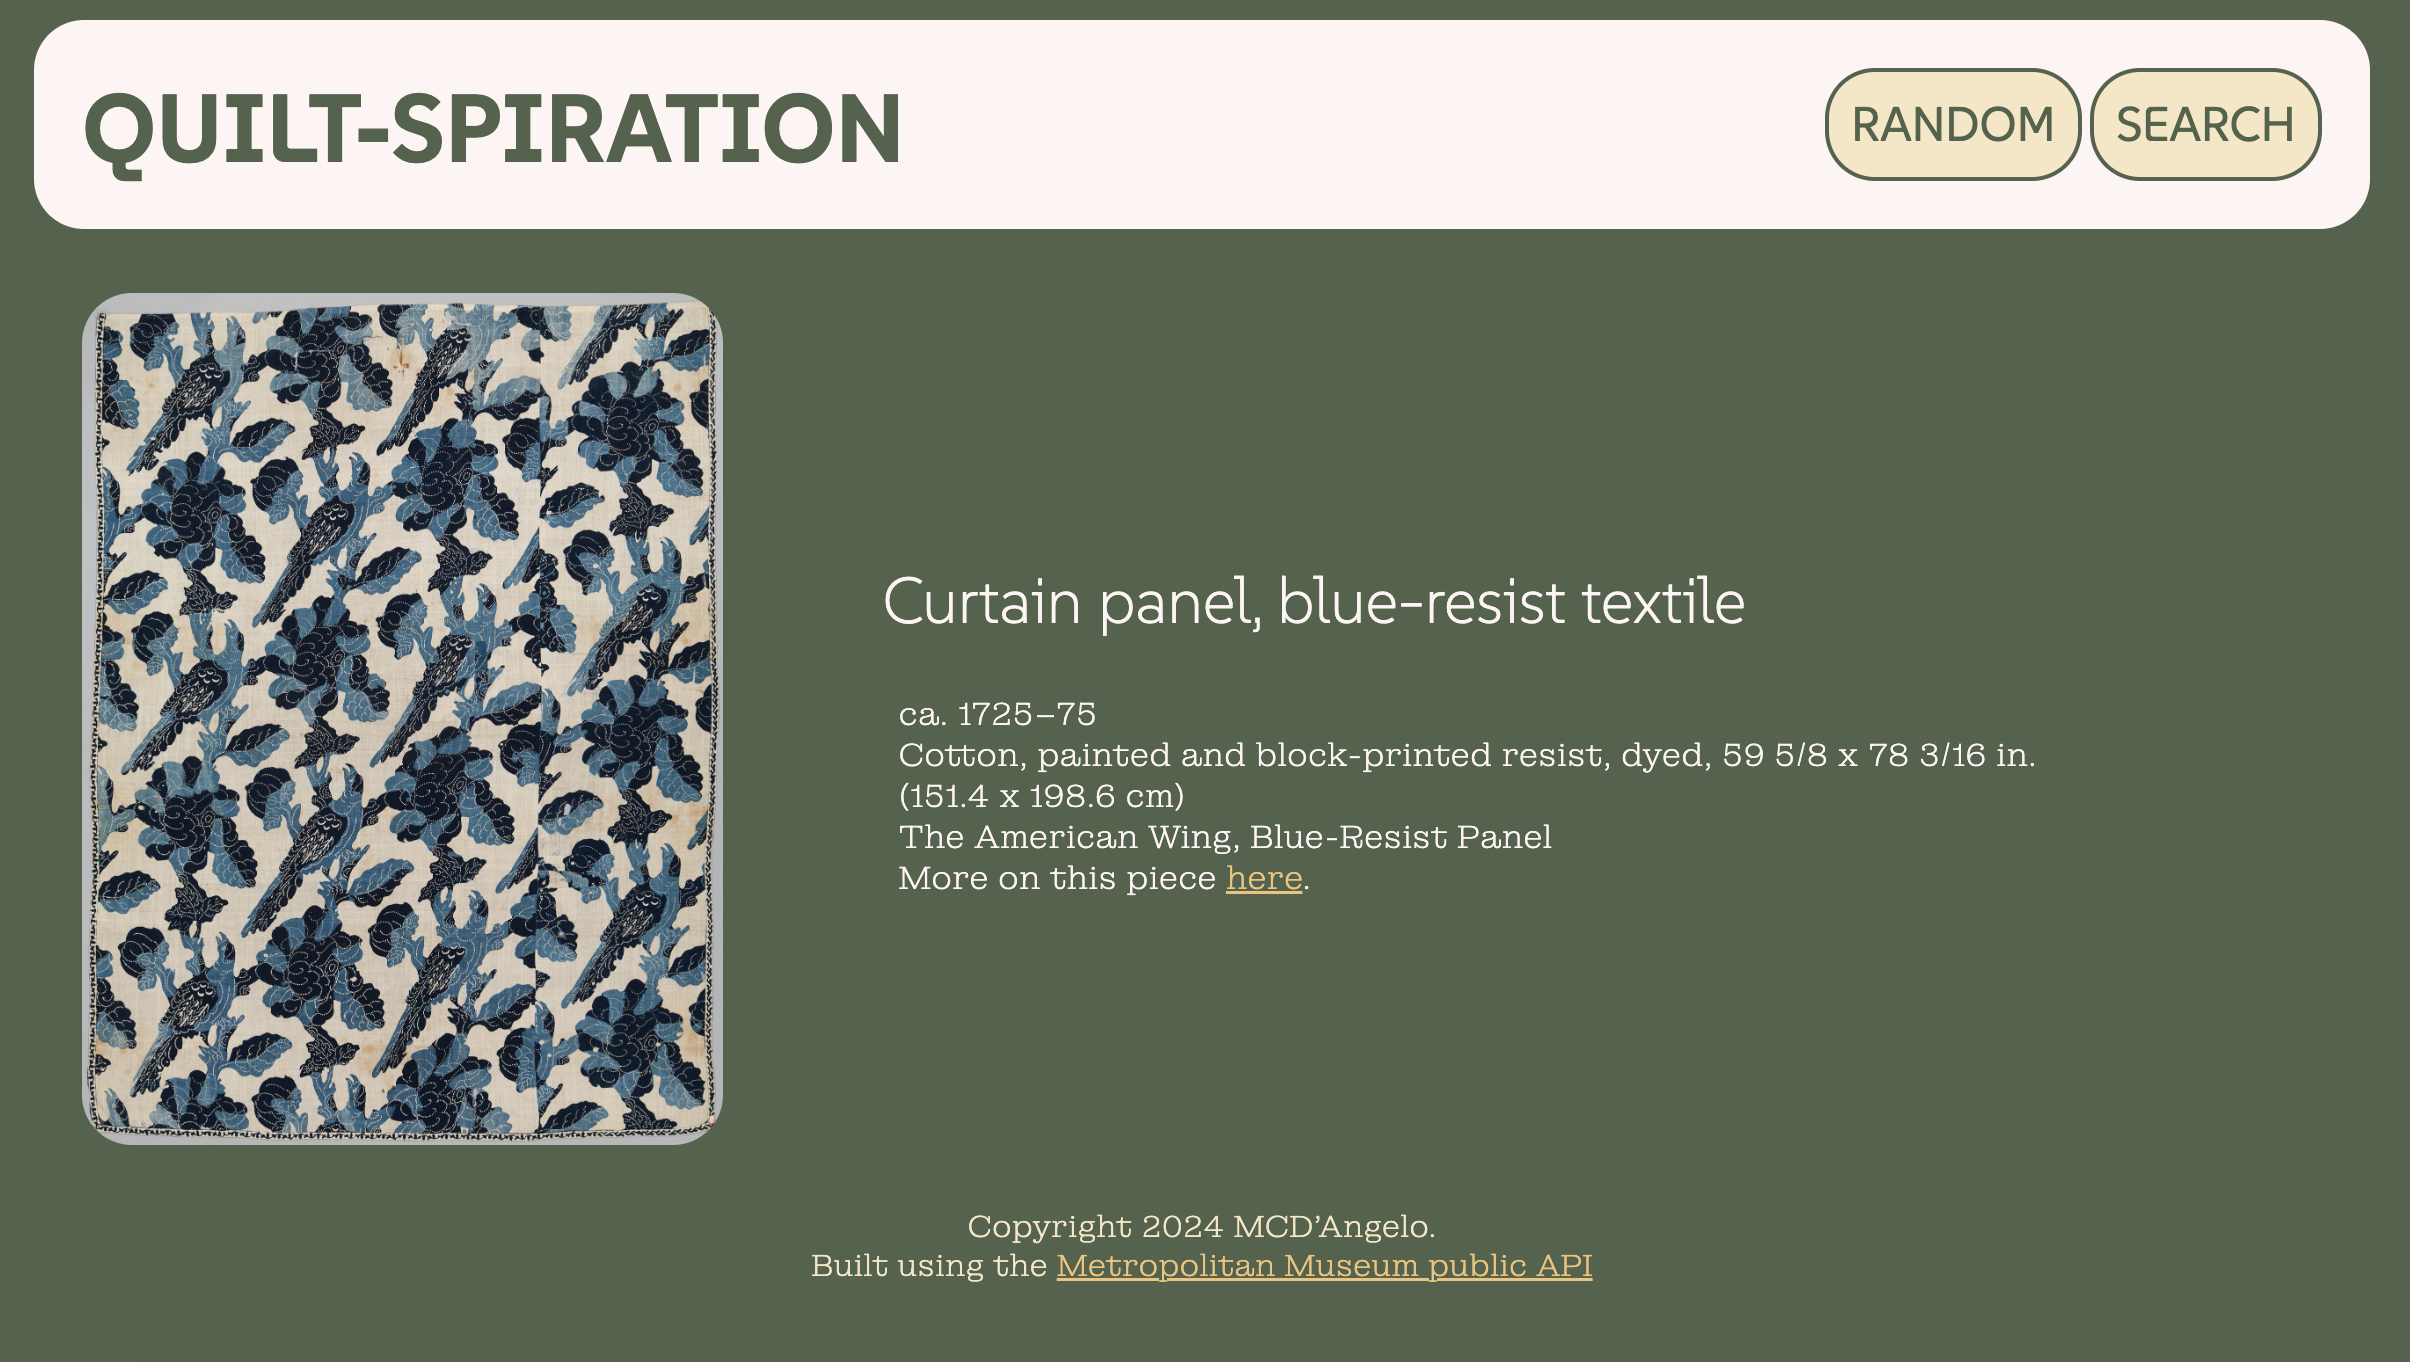 QUILT-SPIRATION
RANDOM
SEARCH
Curtain panel, blue-resist textile
ca. 1725–75
Cotton, painted and block-printed resist, dyed, 59 5/8 x 78 3/16 in.
(151.4 x 198.6 cm)
The American Wing, Blue-Resist Panel
More on this piece here.
Copyright 2024 MCD’Angelo.
Built using the Metropolitan Museum public API